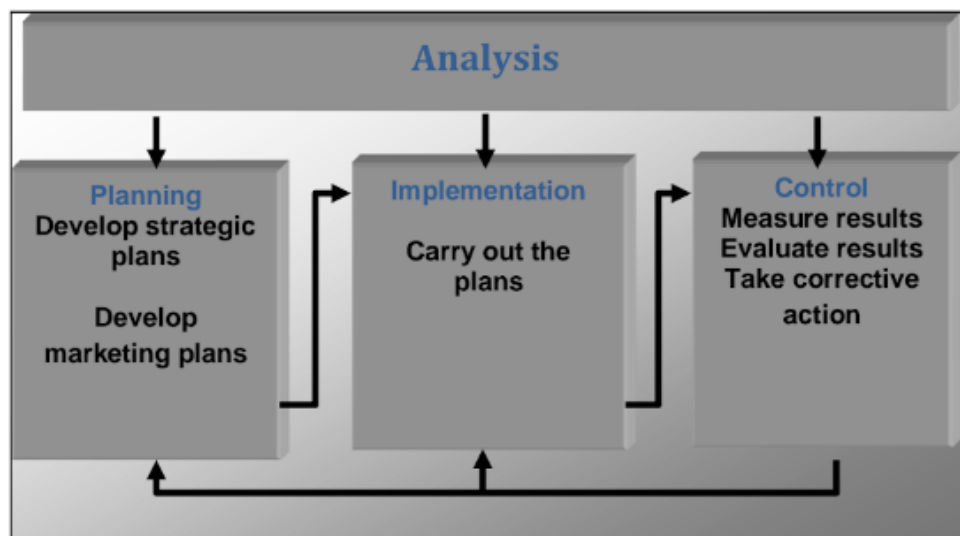 Analysis
Planning
Develop strategic
plans
Develop
marketing plans
Implementation
Carry out the
plans
Control
Measure results
Evaluate results
Take corrective
action